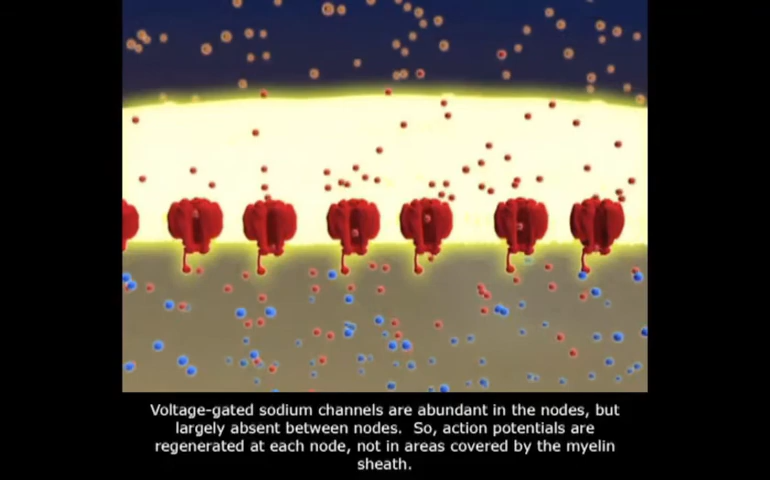 Voltage-gated sodium channels are abundant in the nodes, but
largely absent between nodes.  So, action potentials are
regenerated at each node, not in areas covered by the myelin
sheath.